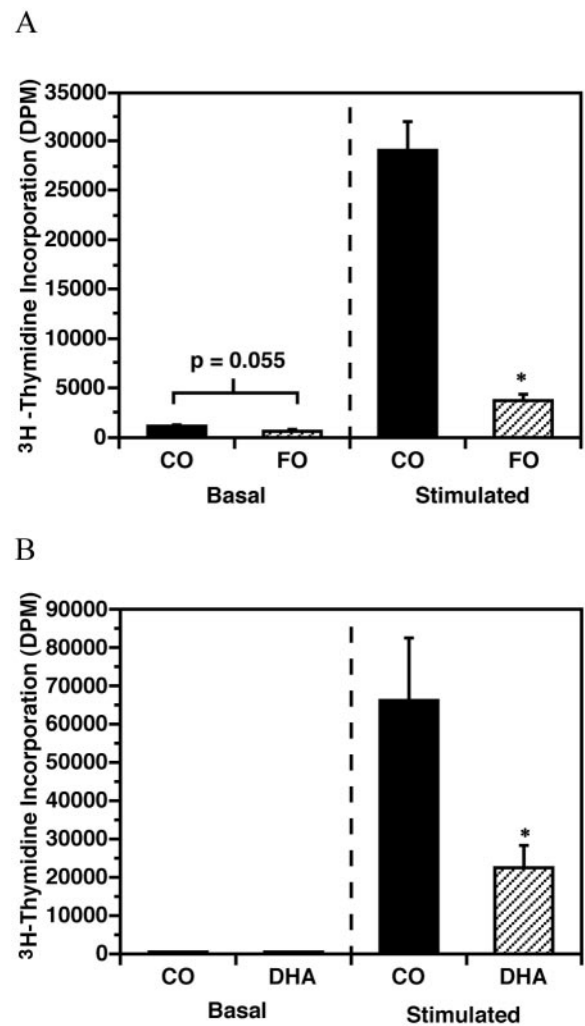 A
³H -Thymidine Incorporation (DPM)
35000
30000
25000
20000
15000
10000
5000
0
p = 0.055
*
CO FO CO FO
Basal Stimulated
B
³H-Thymidine Incorporation (DPM)
90000
80000
70000
60000
50000
40000
30000
20000
10000
0
*
CO DHA CO DHA
Basal Stimulated